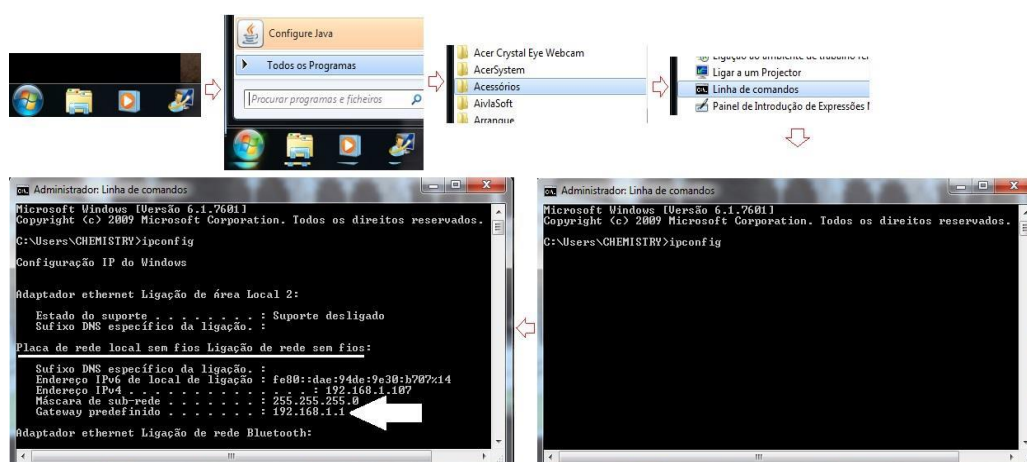 Configure Java
Todos os Programas
Procurar programas e ficheiros
Acer Crystal Eye Webcam
AcerSystem
Acessórios
AivlaSoft
Arranque
Ligação ao ambiente de trabalho
Ligar a um Projector
Linha de comandos
Painel de Introdução de Expressões
Administrador: Linha de comandos
Microsoft Windows [Versão 6.1.7601]
Copyright (c) 2009 Microsoft Corporation. Todos os direitos reservados.
C:\Users\CHEMISTRY>ipconfig
Configuração IP do Windows
Adaptador ethernet Ligação de área Local 2:
Estado do suporte . . . . . . . . : Suporte desligado
Sufixo DNS específico da ligação. :
Placa de rede local sem fios Ligação de rede sem fios:
Sufixo DNS específico da ligação. :
Endereço IPv6 de local de ligação : fe80::dae:94de:9e30:b707%14
Endereço IPv4 . . . . . . . . . . . . . . . : 192.168.1.107
Máscara de sub-rede . . . . . . . : 255.255.255.0
Gateway predefinido . . . . . . . : 192.168.1.1
Adaptador ethernet Ligação de rede Bluetooth:
Administrador: Linha de comandos
Microsoft Windows [Versão 6.1.7601]
Copyright (c) 2009 Microsoft Corporation. Todos os direitos reservados.
C:\Users\CHEMISTRY>ipconfig